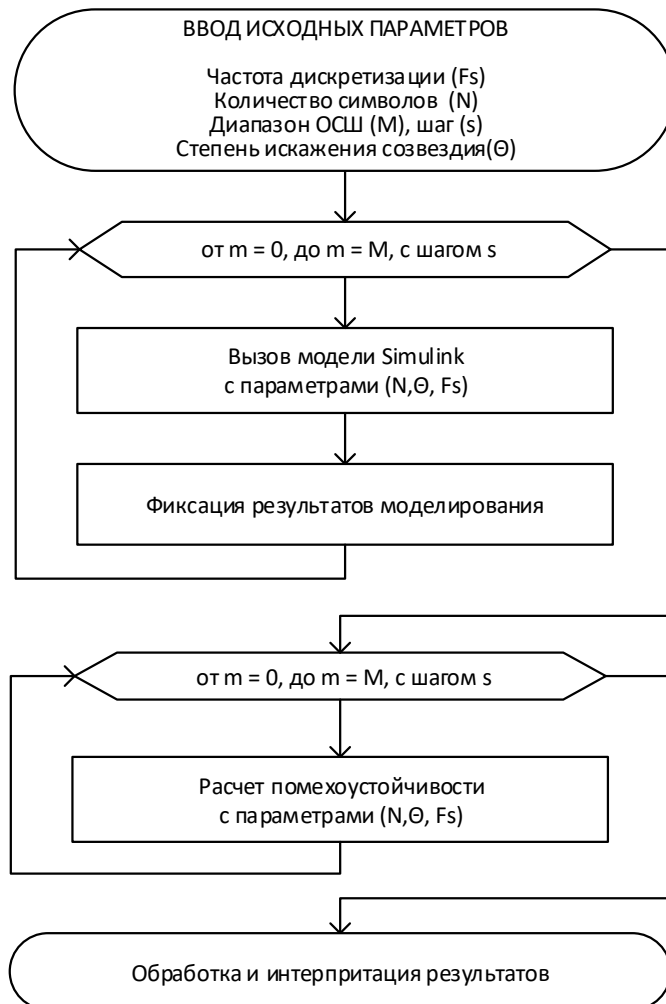 ВВОД ИСХОДНЫХ ПАРАМЕТРОВ
Частота дискретизации (Fs)
Количество символов (N)
Диапазон ОСШ (M), шаг (s)
Степень искажения созвездия(Θ)
от m = 0, до m = M, с шагом s
Вызов модели Simulink
с параметрами (N,Θ, Fs)
Фиксация результатов моделирования
от m = 0, до m = M, с шагом s
Расчет помехоустойчивости
с параметрами (N,Θ, Fs)
Обработка и интерпритация результатов